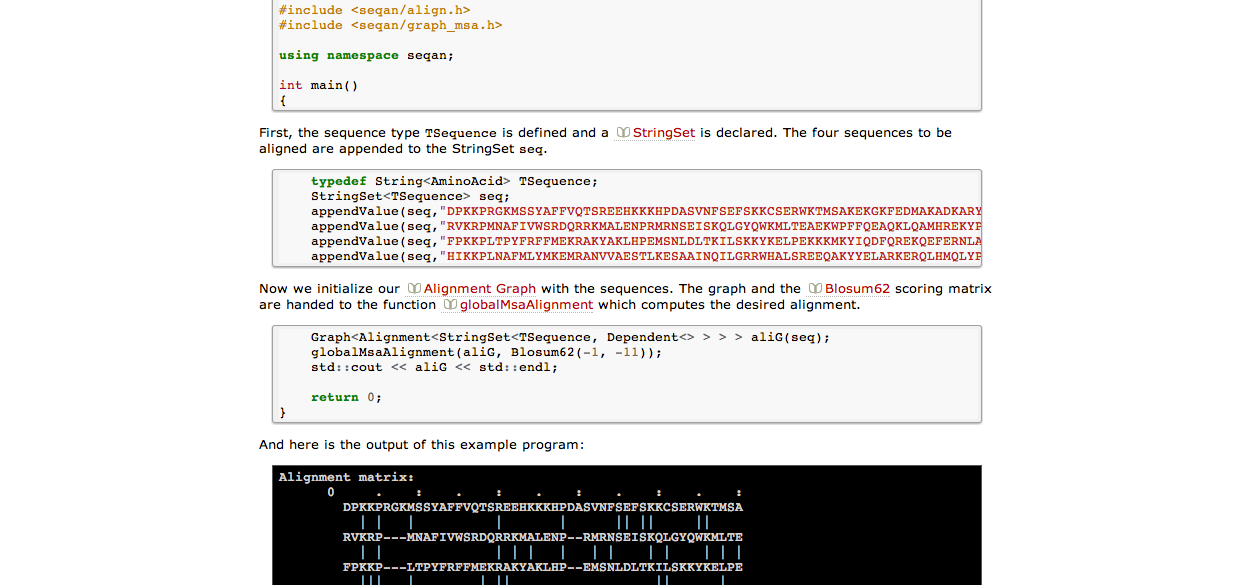 #include <seqan/align.h>
#include <seqan/graph_msa.h>
using namespace seqan;
int main()
{
First, the sequence type TSequence is defined and a StringSet is declared. The four sequences to be
aligned are appended to the StringSet seq.
typedef String<AminoAcid> TSequence;
StringSet<TSequence> seq;
appendValue(seq,"DPKKPRGKMSSYAFFVQTSREEHKKKHPDASVNFSEFSKKCSERWKTMSAKEKGKFEDMAKADKARY
appendValue(seq,"RVKRPMNAFIVWSRDQRRKMALENPRMRNSEISKQLGYQWKMLTEAEKWPFFQEAQKLQAMHREKYP
appendValue(seq,"FPKKPLTPYFRFFMEKRAKYAKLHPEMSNLDLTKILSKKYKELPEKKKMKYIQDFQREKQEFERNLA
appendValue(seq,"HIKKPLNAFMLYMKEMRANVVAESTLKESAAINQILGRRWHALSREEQAKYYELARKERQLHMQLYP
Now we initialize our Alignment Graph with the sequences. The graph and the Blosum62 scoring matrix
are handed to the function globalMsaAlignment which computes the desired alignment.
Graph<Alignment<StringSet<TSequence, Dependent<> > > > aliG(seq);
globalMsaAlignment(aliG, Blosum62(-1, -11));
std::cout << aliG << std::endl;
return 0;
}
And here is the output of this example program:
Alignment matrix:
0 . : . : . : . : . :
DPKKPRGKMSSYAFFVQTSREEHKKKHPDASVNFSEFSKKCSERWKTMSA
|| | | | | || || ||
RVKRP---MNAFIVWSRDQRRKMALENP--RMRNSEISKQLGYQWKMLTE
|| | | | | | | | | | | | |
FPKKP---LTPYFRFFMEKRAKYAKLHP--EMSNLDLTKILSKKYKELPE